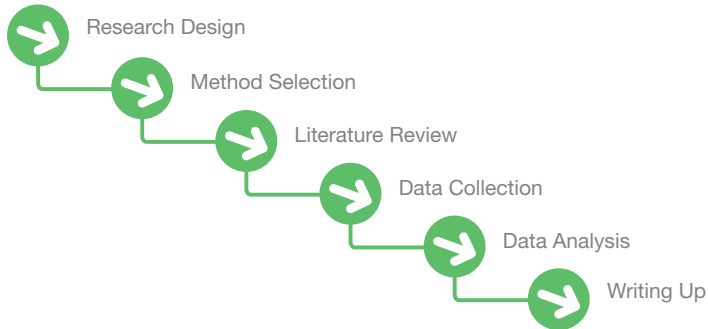 Research Design
Method Selection
Literature Review
Data Collection
Data Analysis
Writing Up